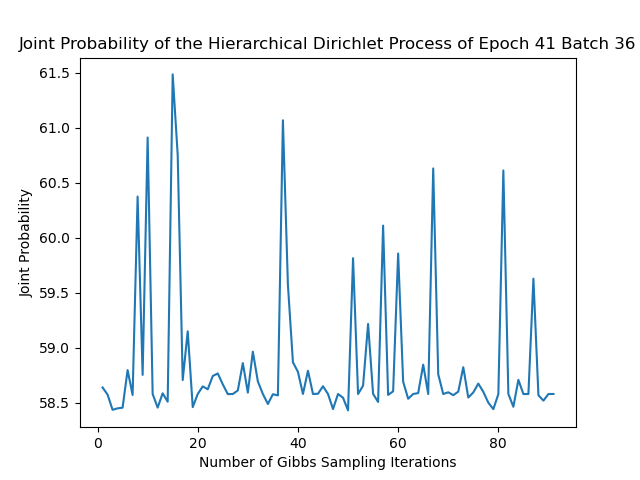 Joint Probability of the Hierarchical Dirichlet Process of Epoch 41 Batch 36
61.5
61.0
60.5
60.0
59.5
59.0
58.5
Joint Probability
0 20 40 60 80
Number of Gibbs Sampling Iterations